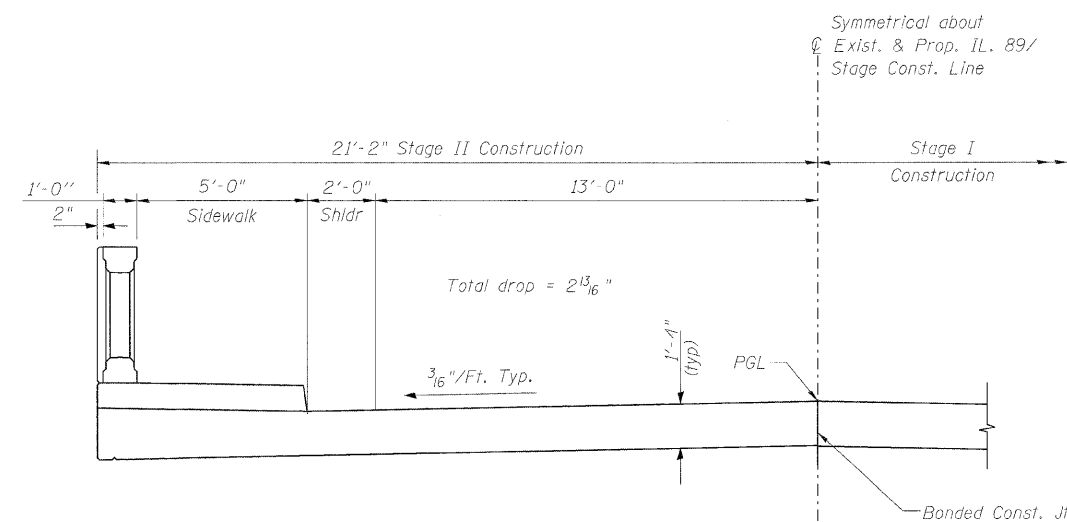 Symmetrical about
℄ Exist. & Prop. IL. 89/
Stage Const. Line
21'-2" Stage II Construction
Stage I
Construction
1'-0"
5'-0"
2'-0"
13'-0"
Sidewalk
Shldr
2"
Total drop = 2 13/16"
1'-4"
(typ)
PGL
3/16"/Ft. Typ.
Bonded Const. Jt